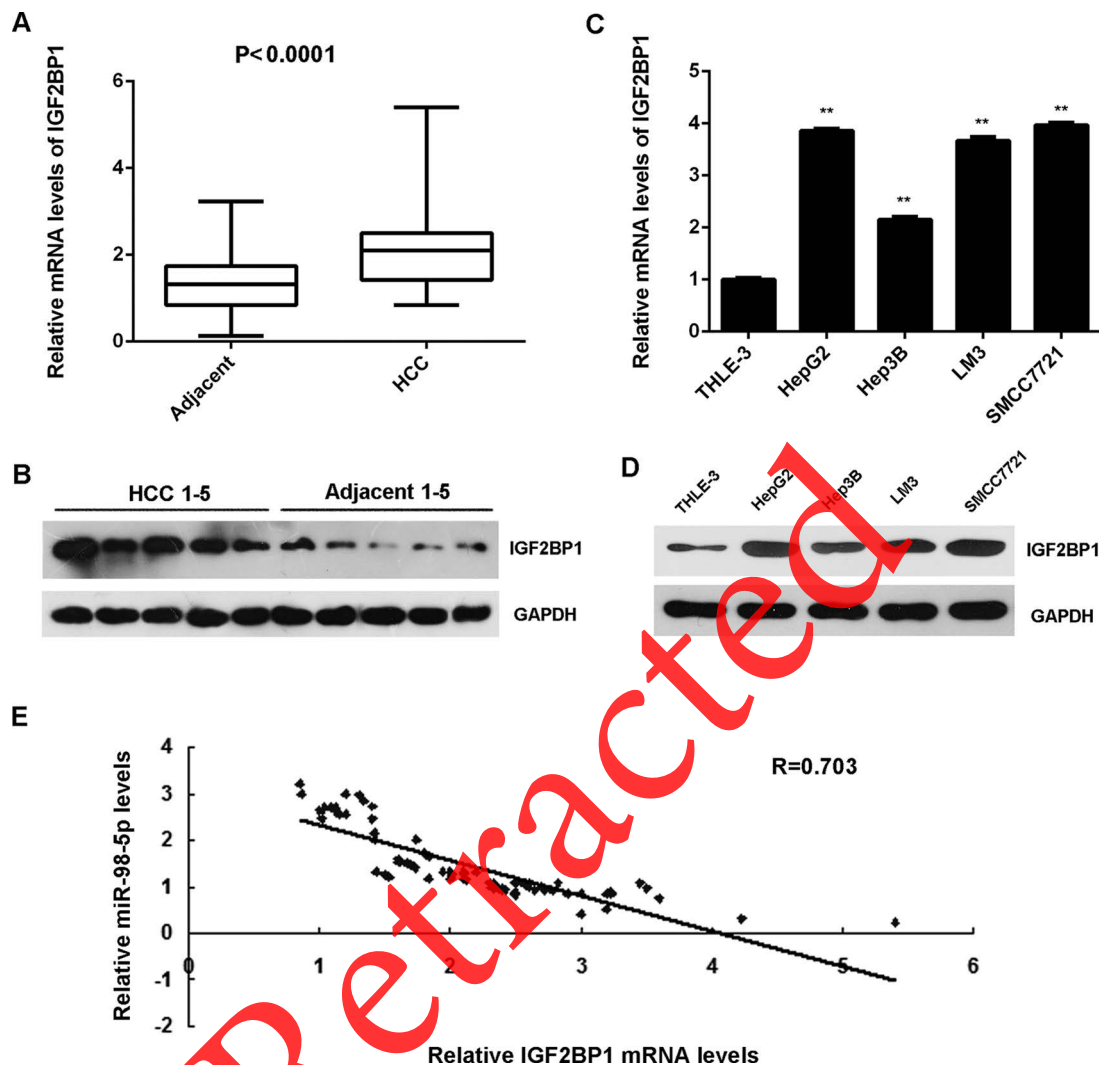 A
P<0.0001
Relative mRNA levels of IGF2BP1
6
4
2
0
Adjacent
HCC
C
Relative mRNA levels of IGF2BP1
5
4
3
2
1
0
**
**
**
**
THLE-3
HepG2
Hep3B
LM3
SMCC7721
B
HCC 1-5
Adjacent 1-5
IGF2BP1
GAPDH
D
THLE-3
HepG2
Hep3B
LM3
SMCC7721
IGF2BP1
GAPDH
E
R=0.703
Relative miR-98-5p levels
4
3
2
1
0
-1
-2
0
1
2
3
4
5
6
Relative IGF2BP1 mRNA levels
etracted